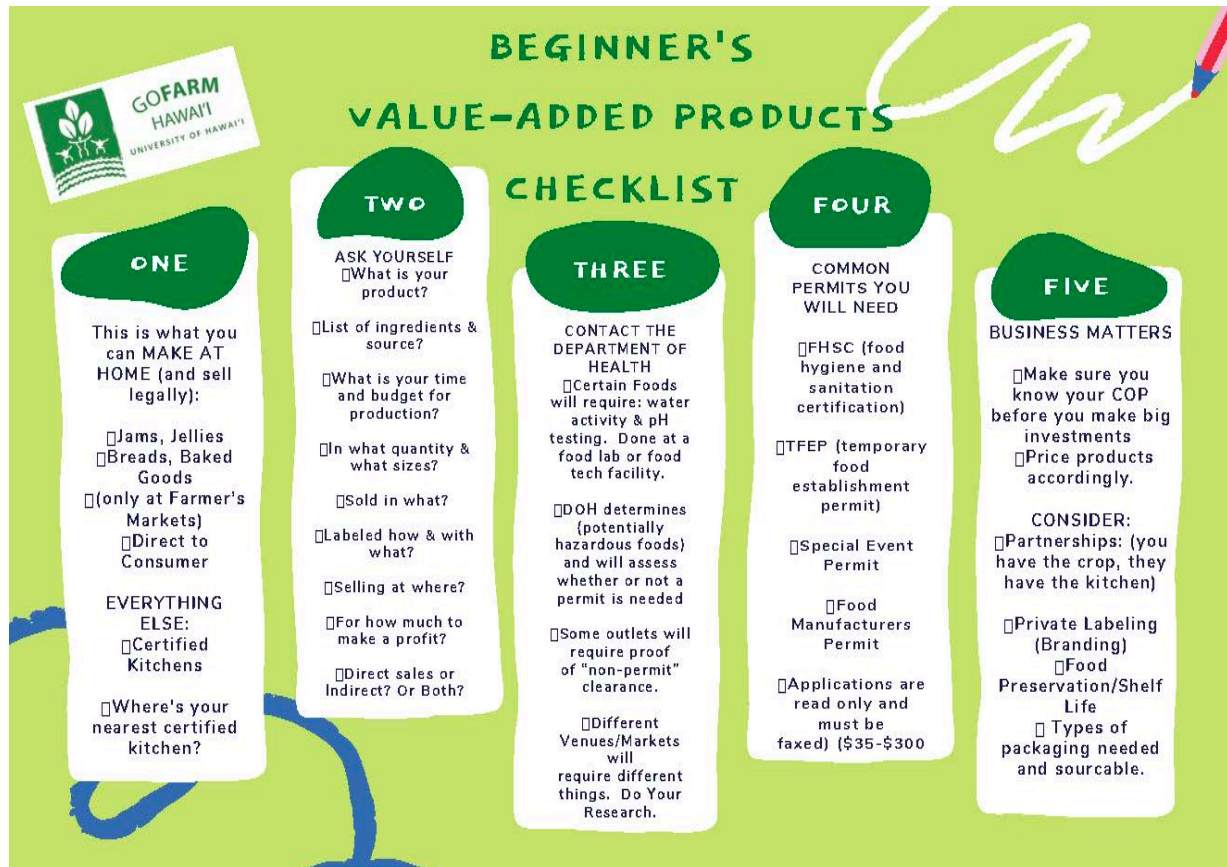 BEGINNER'S
VALUE-ADDED PRODUCTS
CHECKLIST
GOFARM
HAWAI'I
UNIVERSITY OF HAWAI'I
ONE
This is what you
can MAKE AT
HOME (and sell
legally):
▯Jams, Jellies
▯Breads, Baked
Goods
▯(only at Farmer's
Markets)
▯Direct to
Consumer
EVERYTHING
ELSE:
▯Certified
Kitchens
▯Where's your
nearest certified
kitchen?
TWO
ASK YOURSELF
▯What is your
product?
▯List of ingredients &
source?
▯What is your time
and budget for
production?
▯In what quantity &
what sizes?
▯Sold in what?
▯Labeled how & with
what?
▯Selling at where?
▯For how much to
make a profit?
▯Direct sales or
Indirect? Or Both?
THREE
CONTACT THE
DEPARTMENT OF
HEALTH
▯Certain Foods
will require: water
activity & pH
testing. Done at a
food lab or food
tech facility.
▯DOH determines
(potentially
hazardous foods)
and will assess
whether or not a
permit is needed
▯Some outlets will
require proof
of "non-permit"
clearance.
▯Different
Venues/Markets
will
require different
things. Do Your
Research.
FOUR
COMMON
PERMITS YOU
WILL NEED
▯FHSC (food
hygiene and
sanitation
certification)
▯TFEP (temporary
food
establishment
permit)
▯Special Event
Permit
▯Food
Manufacturers
Permit
▯Applications are
read only and
must be
faxed) ($35-$300
FIVE
BUSINESS MATTERS
▯Make sure you
know your COP
before you make big
investments
▯Price products
accordingly.
CONSIDER:
▯Partnerships: (you
have the crop, they
have the kitchen)
▯Private Labeling
(Branding)
▯Food
Preservation/Shelf
Life
▯ Types of
packaging needed
and sourcable.